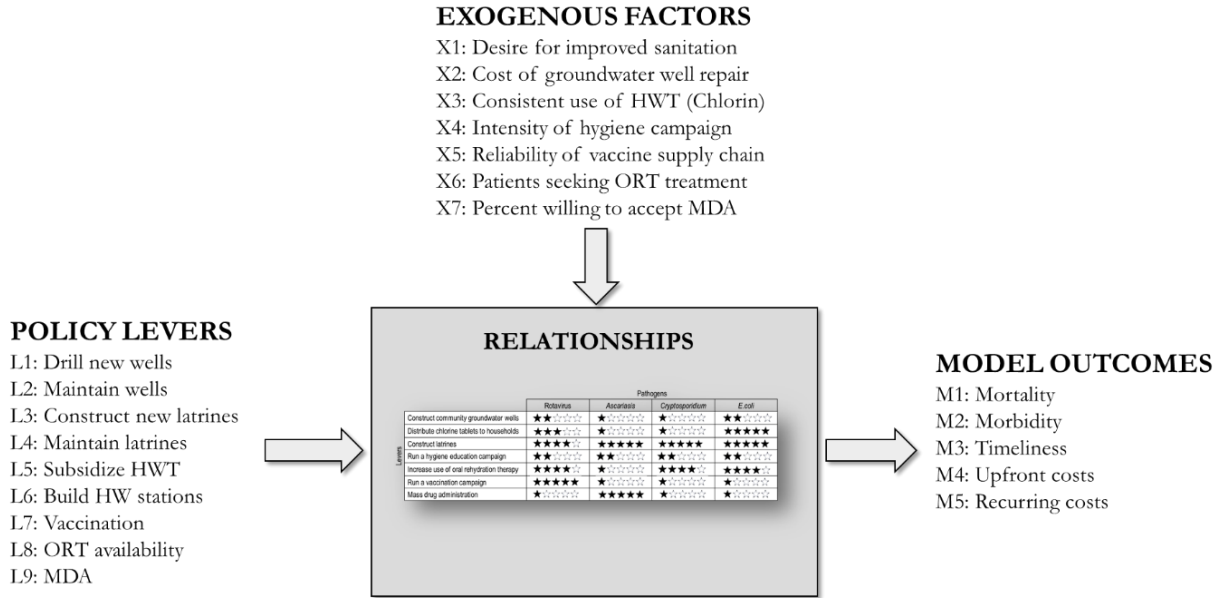 EXOGENOUS FACTORS
X1: Desire for improved sanitation
X2: Cost of groundwater well repair
X3: Consistent use of HWT (Chlorin)
X4: Intensity of hygiene campaign
X5: Reliability of vaccine supply chain
X6: Patients seeking ORT treatment
X7: Percent willing to accept MDA
POLICY LEVERS
L1: Drill new wells
L2: Maintain wells
L3: Construct new latrines
L4: Maintain latrines
L5: Subsidize HWT
L6: Build HW stations
L7: Vaccination
L8: ORT availability
L9: MDA
RELATIONSHIPS
Pathogens
Rotavirus Ascariasis Cryptosporidium E.coli
Levers
Construct community groundwater wells
Distribute chlorine tablets to households
Construct latrines
Run a hygiene education campaign
Increase use of oral rehydration therapy
Run a vaccination campaign
Mass drug administration
MODEL OUTCOMES
M1: Mortality
M2: Morbidity
M3: Timeliness
M4: Upfront costs
M5: Recurring costs